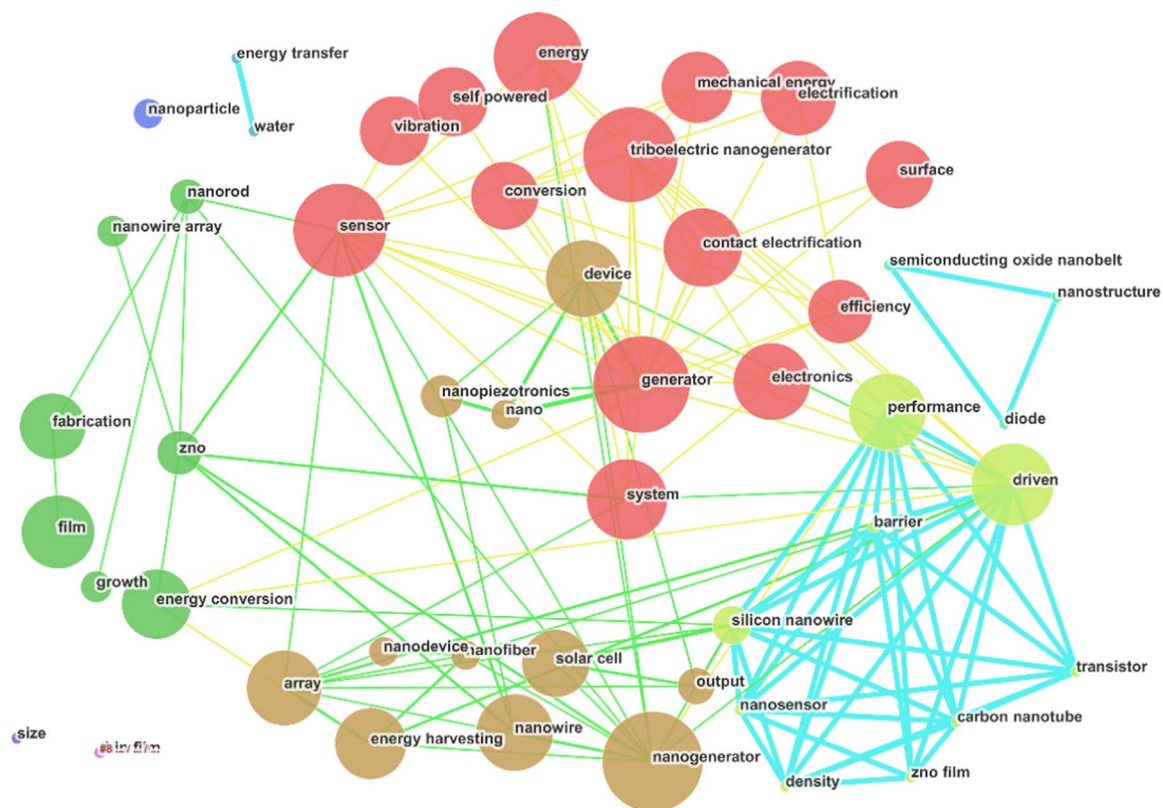 energy transfer
energy
nanoparticle
self powered
mechanical energy
electrification
water
vibration
triboelectric nanogenerator
nanorod
conversion
surface
nanowire array
sensor
contact electrification
device
semiconducting oxide nanobelt
nanostructure
efficiency
nanopiezotronics
generator
electronics
nano
performance
diode
fabrication
zno
driven
system
film
barrier
growth
energy conversion
silicon nanowire
nanodevice
nanofiber
solar cell
transistor
array
output
nanosensor
carbon nanotube
size
energy harvesting
nanowire
#8
film
nanogenerator
density
zno film